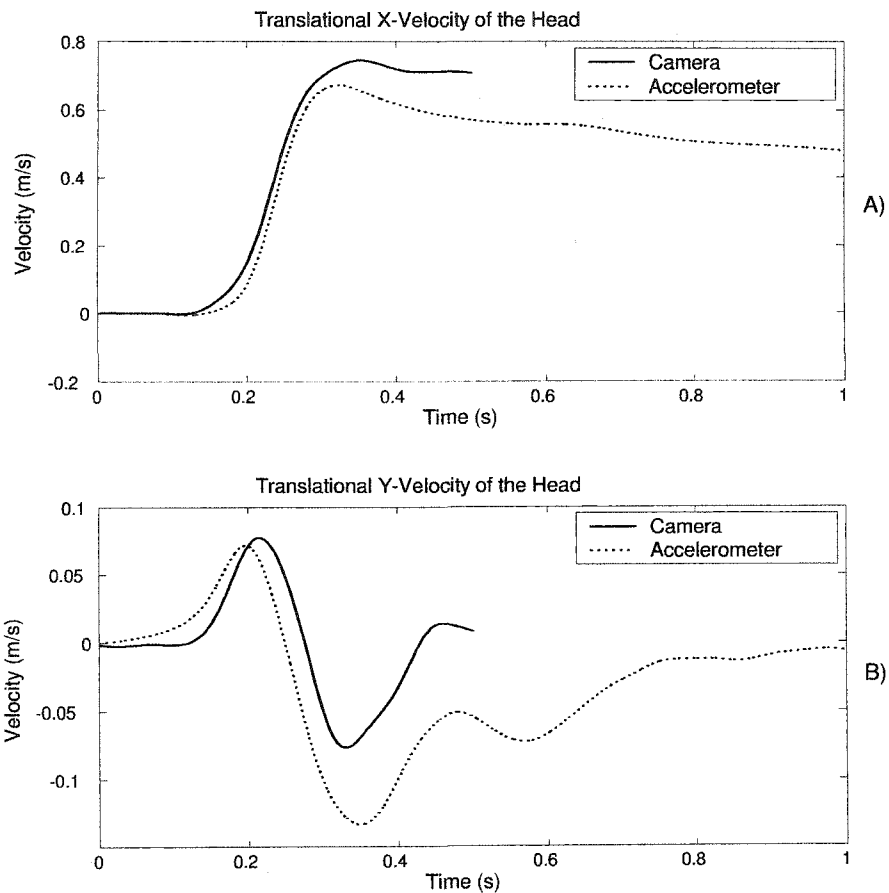 Translational X-Velocity of the Head
0.8
0.6
0.4
0.2
0
-0.2
Velocity (m/s)
Camera
Accelerometer
A)
0
0.2
0.4
0.6
0.8
1
Time (s)
Translational Y-Velocity of the Head
0.1
0.05
0
-0.05
-0.1
Velocity (m/s)
Camera
Accelerometer
B)
0
0.2
0.4
0.6
0.8
1
Time (s)